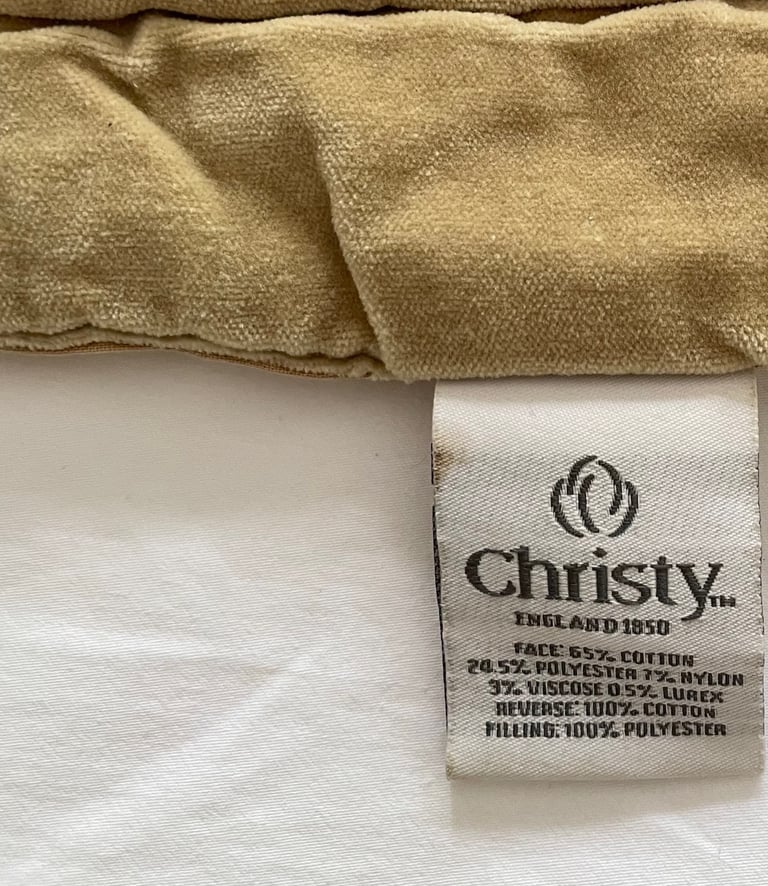 Christy™
ENGLAND 1850
FACE: 65% COTTON
24.5% POLYESTER 7% NYLON
3% VISCOSE 0.5% LUREX
REVERSE: 100% COTTON
FILLING: 100% POLYESTER